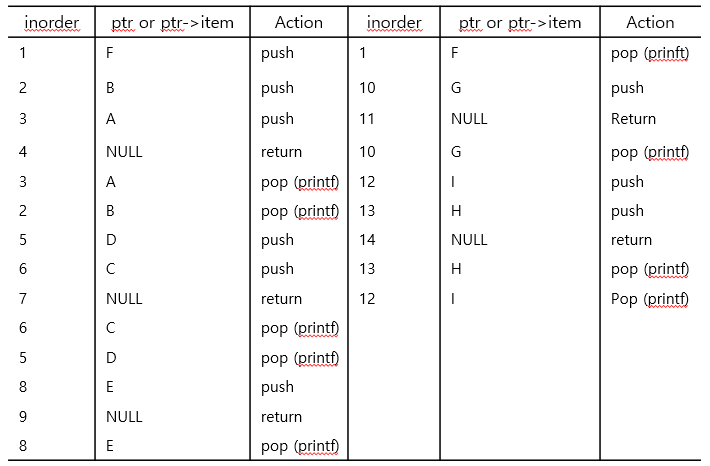 inorder ptr or ptr->item Action inorder ptr or ptr->item Action
1 F push 1 F pop (prinft)
2 B push 10 G push
3 A push 11 NULL Return
4 NULL return 10 G pop (printf)
3 A pop (printf) 12 I push
2 B pop (printf) 13 H push
5 D push 14 NULL return
6 C push 13 H pop (printf)
7 NULL return 12 I Pop (printf)
6 C pop (printf)
5 D pop (printf)
8 E push
9 NULL return
8 E pop (printf)